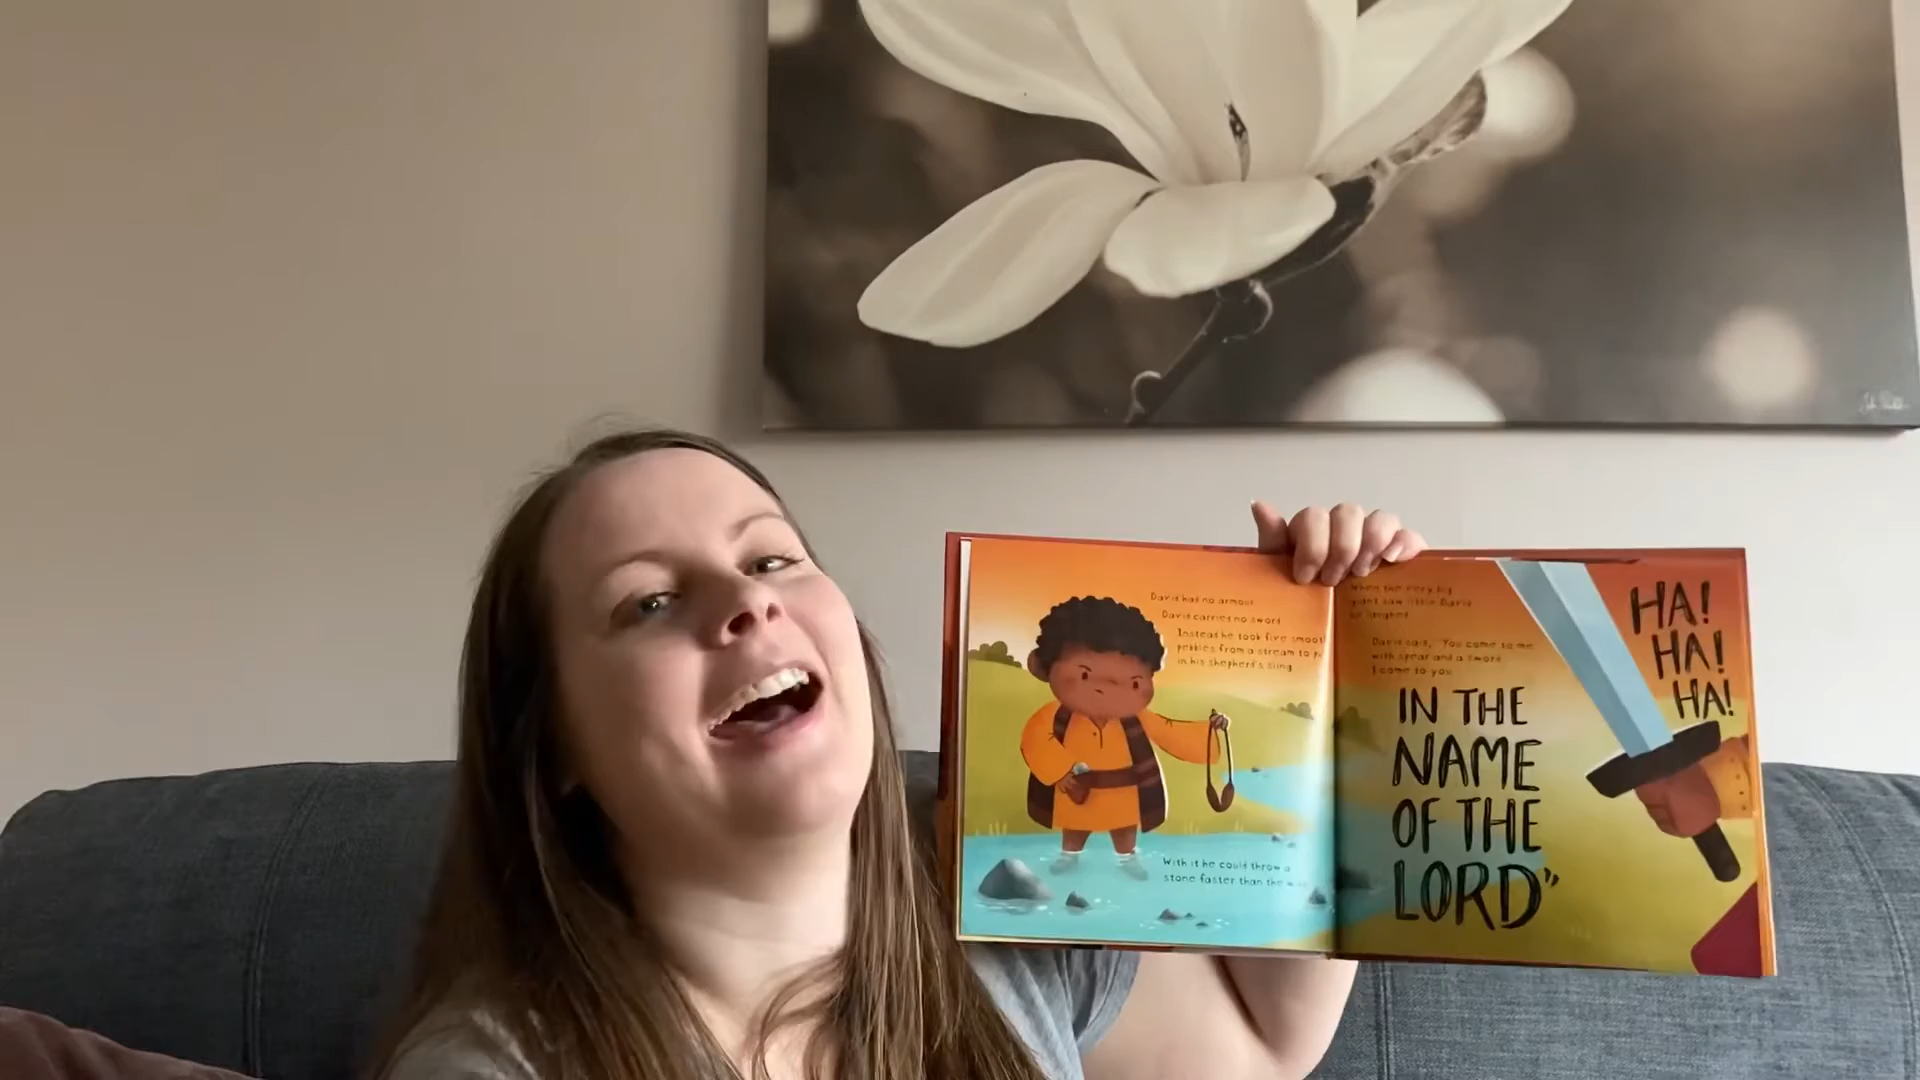 David had no armour
David carried no sword
Instead he took five smooth
pebbles from a stream to
in his shepherd's sling
With it he could throw a
stone faster than the
When the very big
giant saw little David
he laughed
David said, "You come to me
with spear and a sword
I come to you
IN THE
NAME
OF THE
LORD"
HA!
HA!
HA!